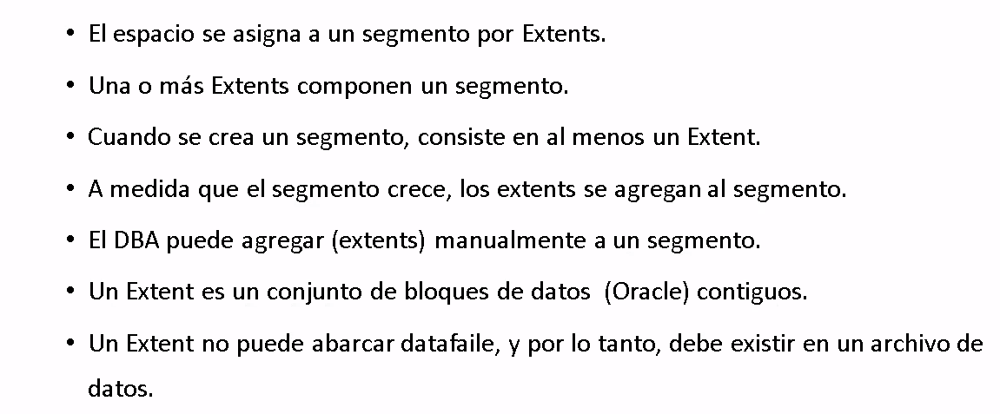 • El espacio se asigna a un segmento por Extents.
• Una o más Extents componen un segmento.
• Cuando se crea un segmento, consiste en al menos un Extent.
• A medida que el segmento crece, los extents se agregan al segmento.
• El DBA puede agregar (extents) manualmente a un segmento.
• Un Extent es un conjunto de bloques de datos  (Oracle) contiguos.
• Un Extent no puede abarcar datafaile, y por lo tanto, debe existir en un archivo de
datos.